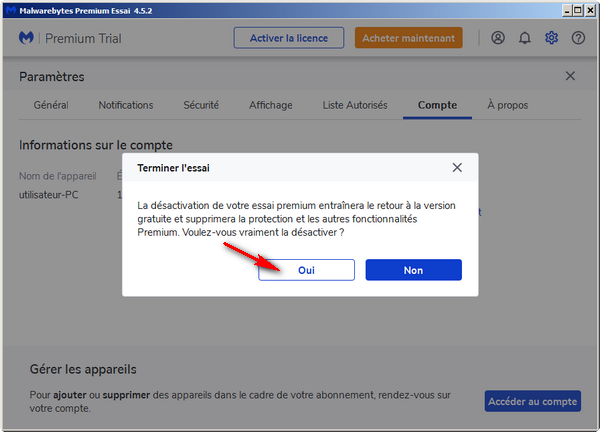 Malwarebytes Premium Essai 4.5.2
Premium Trial
Activer la licence
Acheter maintenant
Paramètres
Général Notifications Sécurité Affichage Liste Autorisés Compte À propos
Informations sur le compte
Nom de l'appareil
utilisateur-PC
Terminer l'essai
La désactivation de votre essai premium entraînera le retour à la version
gratuite et supprimera la protection et les autres fonctionnalités
Premium. Voulez-vous vraiment la désactiver ?
Oui Non
Gérer les appareils
Pour ajouter ou supprimer des appareils dans le cadre de votre abonnement, rendez-vous sur
votre compte.
Accéder au compte